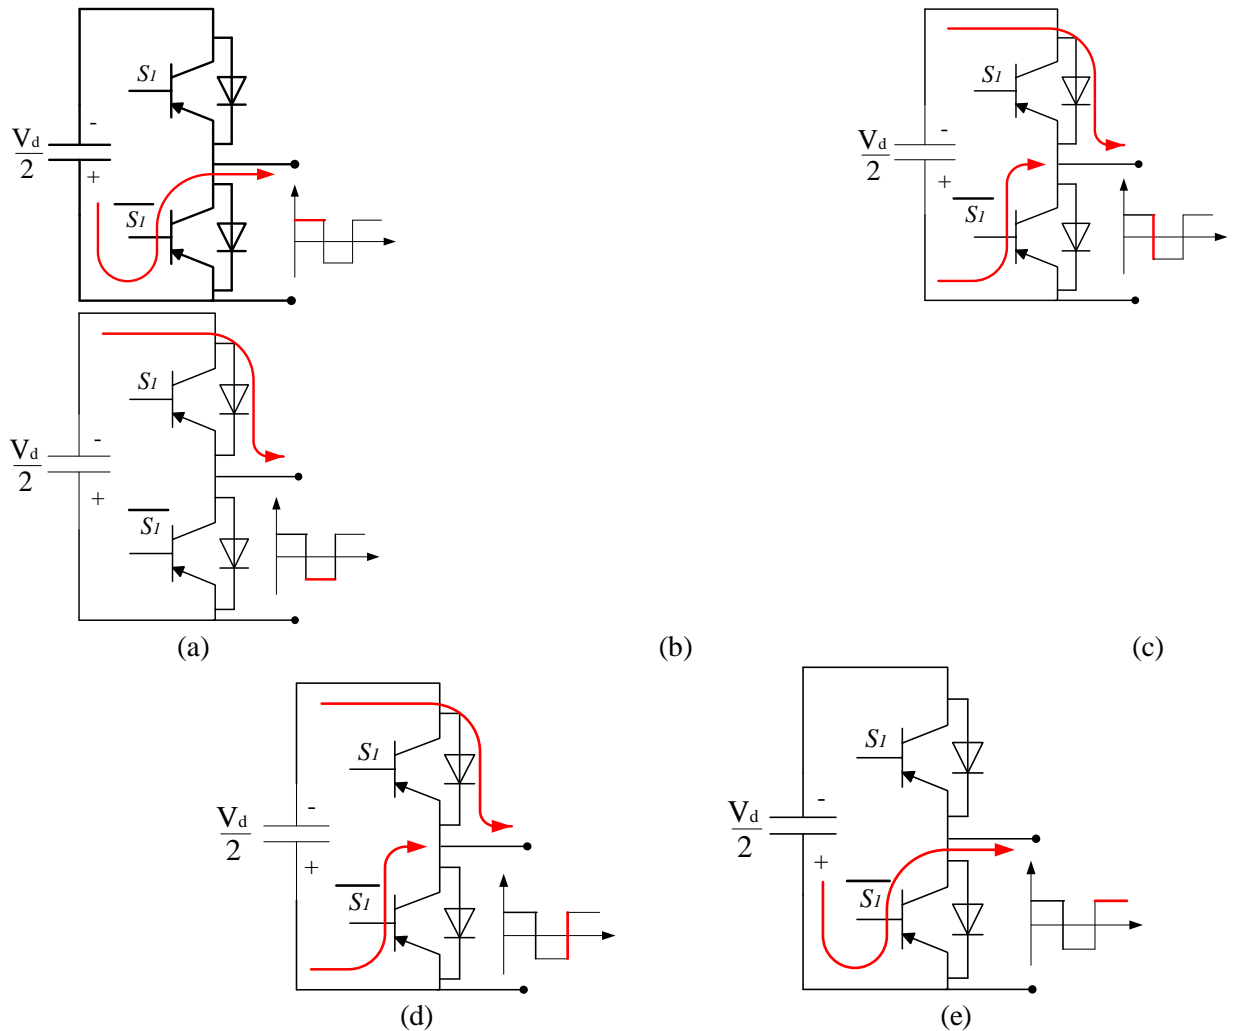 S1
Vd/2
-
+
S1
S1
Vd/2
-
+
S1
S1
Vd/2
-
+
S1
(a)
(b)
(c)
S1
Vd/2
-
+
S1
S1
Vd/2
-
+
S1
(d)
(e)